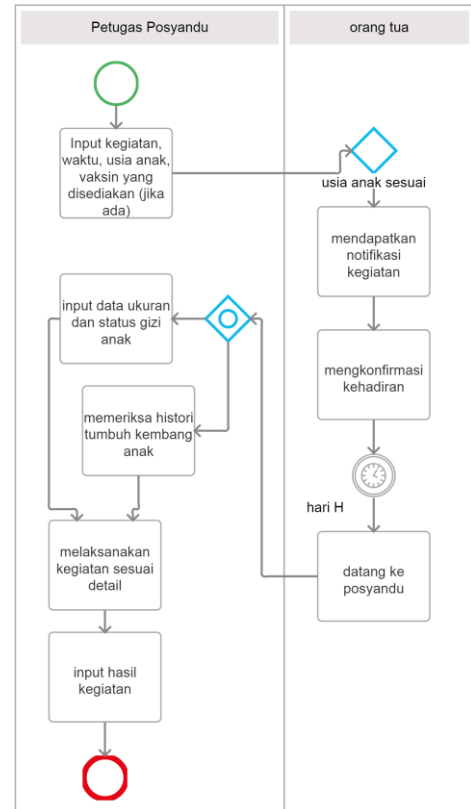 Petugas Posyandu
orang tua
Input kegiatan,
waktu, usia anak,
vaksin yang
disediakan (jika
ada)
usia anak sesuai
mendapatkan
notifikasi
kegiatan
input data ukuran
dan status gizi
anak
mengkonfirmasi
kehadiran
memeriksa histori
tumbuh kembang
anak
hari H
melaksanakan
kegiatan sesuai
detail
datang ke
posyandu
input hasil
kegiatan